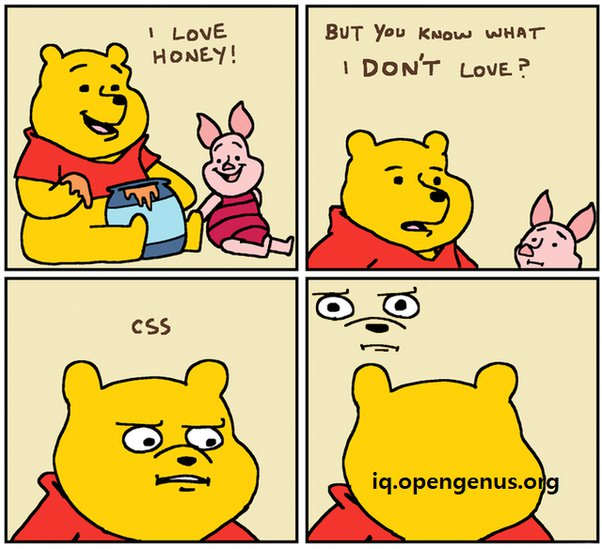 I LOVE
HONEY!
BUT YOU KNOW WHAT
I DON'T LOVE?
CSS
iq.opengenus.org